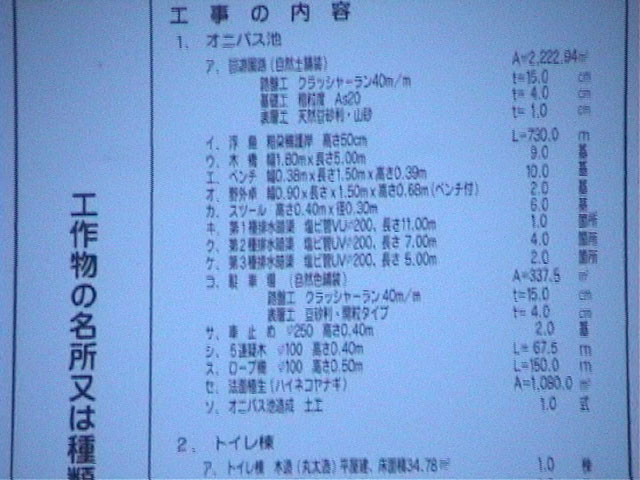 工事の内容
1. オニバス池
ア. 回遊園路(自然土舗装) A=2,222.94㎡
路盤工 クラッシャーラン40m/m t=15.0 cm
基礎工 粗粒度 As20 t=4.0 cm
表層工 天然豆砂利・山砂 t=1.0 cm
イ. 浮島 粗朶柵護岸 高さ50cm L=730.0 m
ウ. 木橋 幅1.80m×長さ5.00m 9.0 基
エ. ベンチ 幅0.38m×長さ1.50m×高さ0.39m 10.0 基
オ. 野外卓 幅0.90×長さ×1.50m×高さ0.68m(ベンチ付) 2.0 基
カ. スツール 高さ0.40m×径0.30m 6.0 基
キ. 第1種排水暗渠 塩ビ管VU∅200、長さ11.00m 1.0 箇所
ク. 第2種排水暗渠 塩ビ管UV∅200、長さ 7.00m 4.0 箇所
ケ. 第3種排水暗渠 塩ビ管UV∅200、長さ 5.00m 2.0 箇所
コ. 駐車場 (自然色舗装) A=337.5 ㎡
路盤工 クラッシャーラン40m/m t=15.0 cm
表層工 豆砂利・開粒タイプ t=4.0 cm
サ. 車止め ∅250 高さ0.40m 2.0 基
シ. 5連擬木 ∅100 高さ0.40m L=67.5 m
ス. ロープ柵 ∅100 高さ0.50m L=150.0 m
セ. 法面植生(ハイネコヤナギ) A=1,080.0 ㎡
ソ. オニバス池造成 土工 1.0 式
2. トイレ棟
ア. トイレ棟 木造(丸太造)平屋建、床面積34.78㎡ 1.0 棟
工作物の名所又は種類